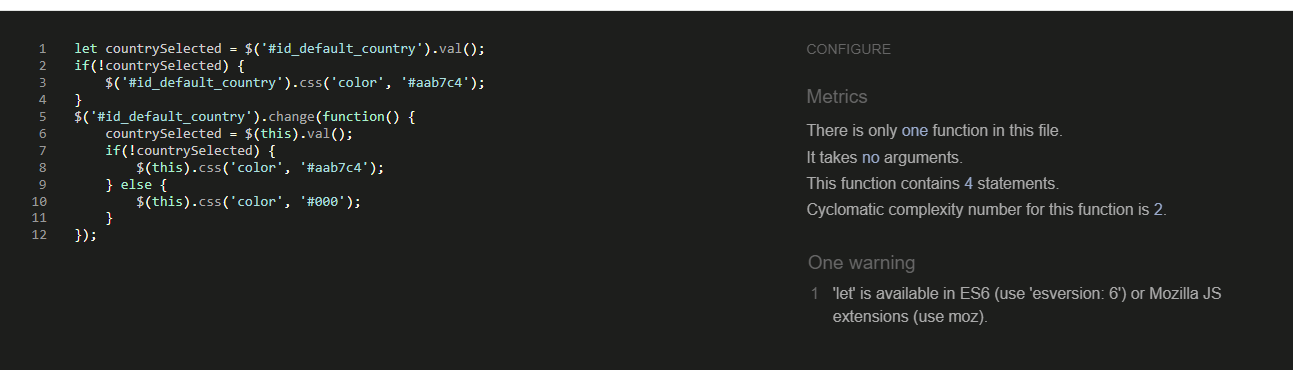 1 let countrySelected = $('#id_default_country').val();
2 if(!countrySelected) {
3 $('#id_default_country').css('color', '#aab7c4');
4 }
5 $('#id_default_country').change(function() {
6 countrySelected = $(this).val();
7 if(!countrySelected) {
8 $(this).css('color', '#aab7c4');
9 } else {
10 $(this).css('color', '#000');
11 }
12 });
CONFIGURE
Metrics
There is only one function in this file.
It takes no arguments.
This function contains 4 statements.
Cyclomatic complexity number for this function is 2.
One warning
1 'let' is available in ES6 (use 'esversion: 6') or Mozilla JS
extensions (use moz).